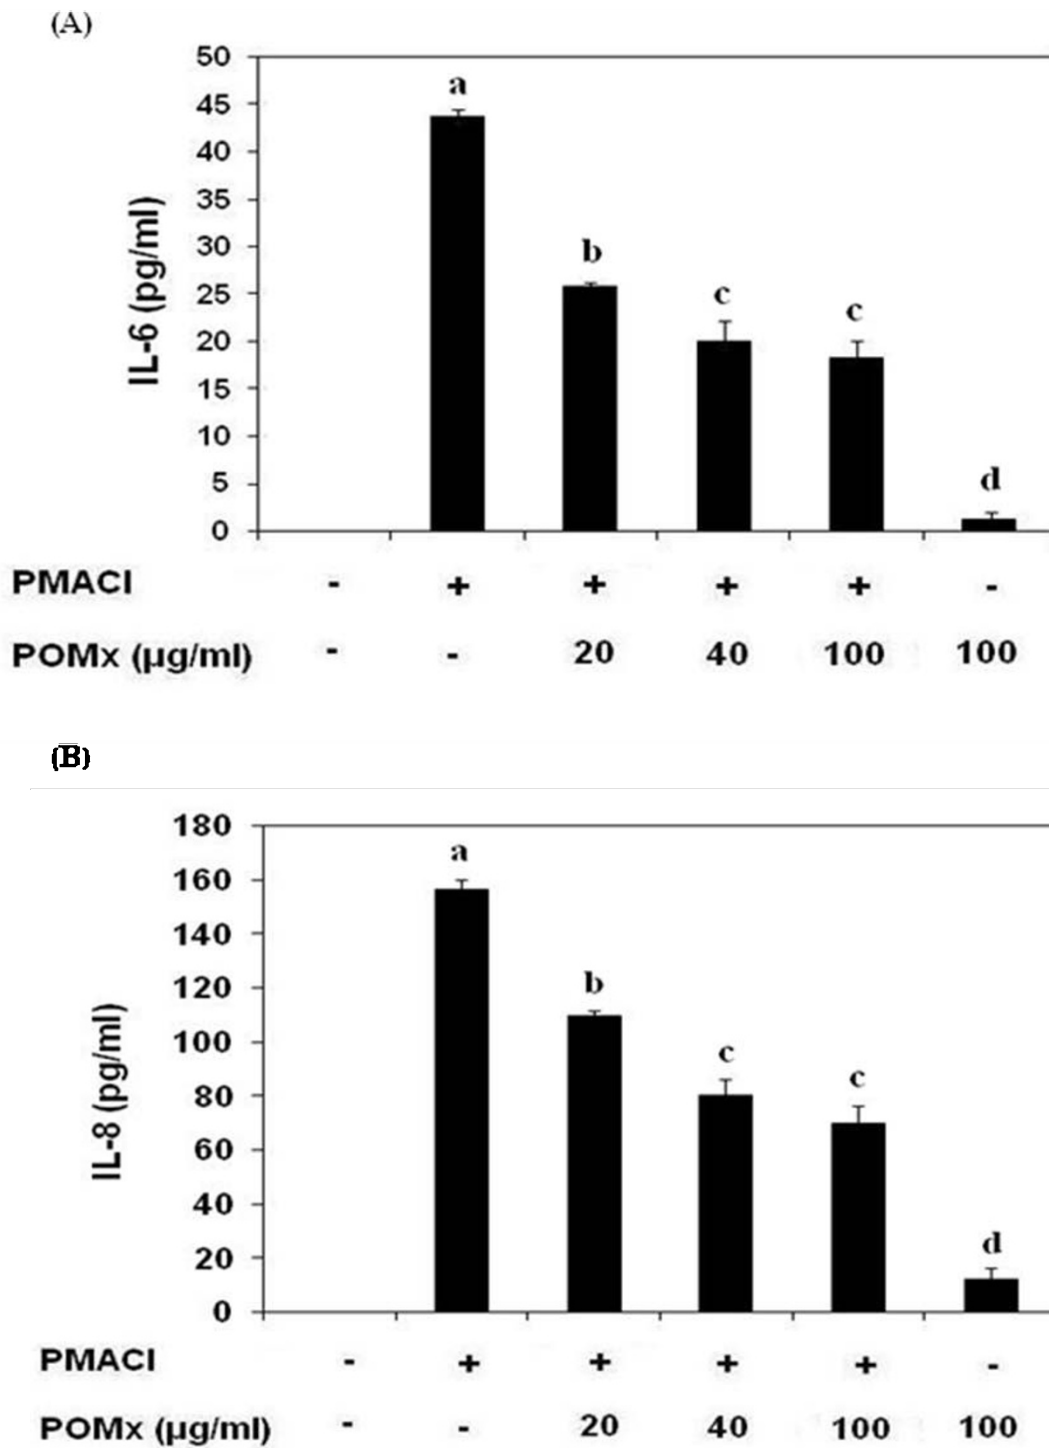 (A)
50
a
45
40
35
30
b
25
c
c
20
15
10
d
5
0
IL-6 (pg/ml)
PMACI - + + + + -
POMx (µg/ml) - - 20 40 100 100
(B)
180
a
160
140
b
120
100
c
c
80
60
40
d
20
0
IL-8 (pg/ml)
PMACI - + + + + -
POMx (µg/ml) - - 20 40 100 100